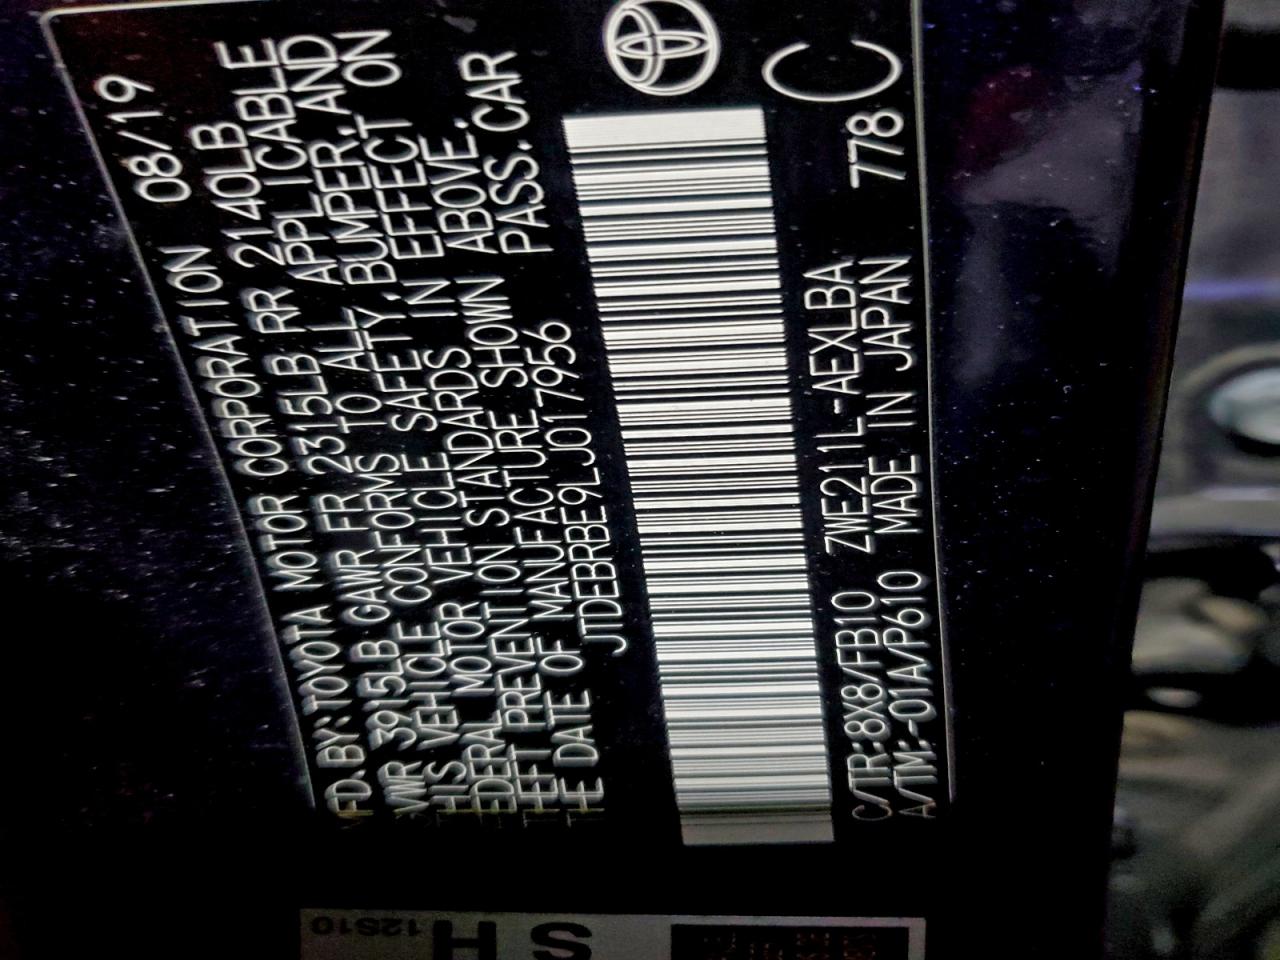 MFD. BY: TOYOTA MOTOR CORPORATION 08/19
GVWR 3915LB GAWR FR 2315LB RR 2140LB
THIS VEHICLE CONFORMS TO ALL APPLICABLE
FEDERAL MOTOR VEHICLE SAFETY, BUMPER, AND
THEFT PREVENTION STANDARDS IN EFFECT ON
THE DATE OF MANUFACTURE SHOWN ABOVE.
JTDEBRBE9LJ017956 PASS. CAR
C/TR: 8X8/FB10 ZWE211L-AEXLBA
A/TM: -01A/P610 MADE IN JAPAN 778 C
12S10
H S